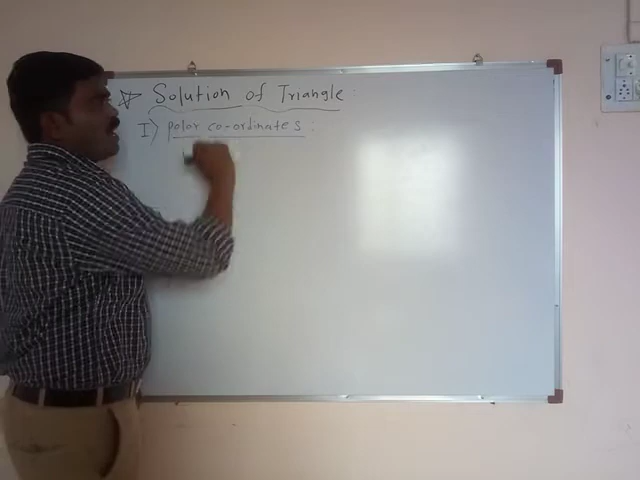 ☆ Solution of Triangle :
I) polar co-ordinates :